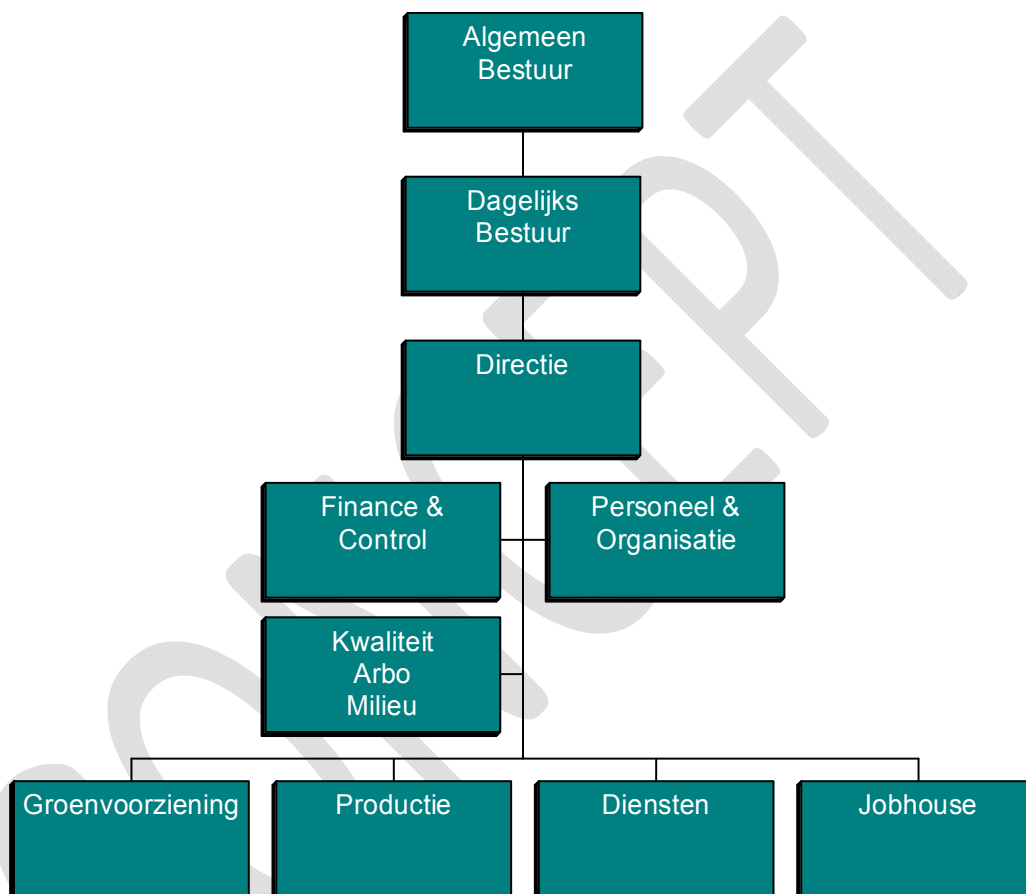 Algemeen
Bestuur
Dagelijks
Bestuur
Directie
Finance &
Control
Personeel &
Organisatie
Kwaliteit
Arbo
Milieu
Groenvoorziening
Productie
Diensten
Jobhouse
CONCEPT